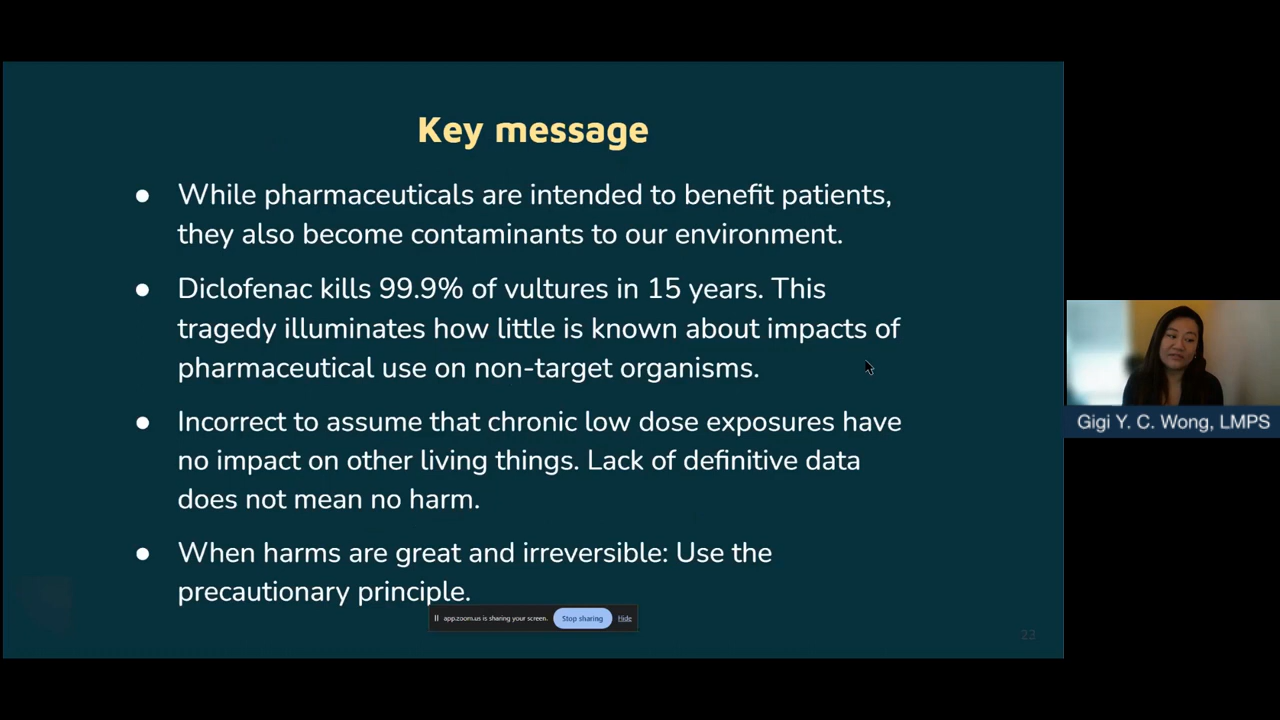 Key message
● While pharmaceuticals are intended to benefit patients,
they also become contaminants to our environment.
● Diclofenac kills 99.9% of vultures in 15 years. This
tragedy illuminates how little is known about impacts of
pharmaceutical use on non-target organisms.
● Incorrect to assume that chronic low dose exposures have
no impact on other living things. Lack of definitive data
does not mean no harm.
● When harms are great and irreversible: Use the
precautionary principle.
app.zoom.us is sharing your screen. Stop sharing Hide
23
Gigi Y. C. Wong, LMPS